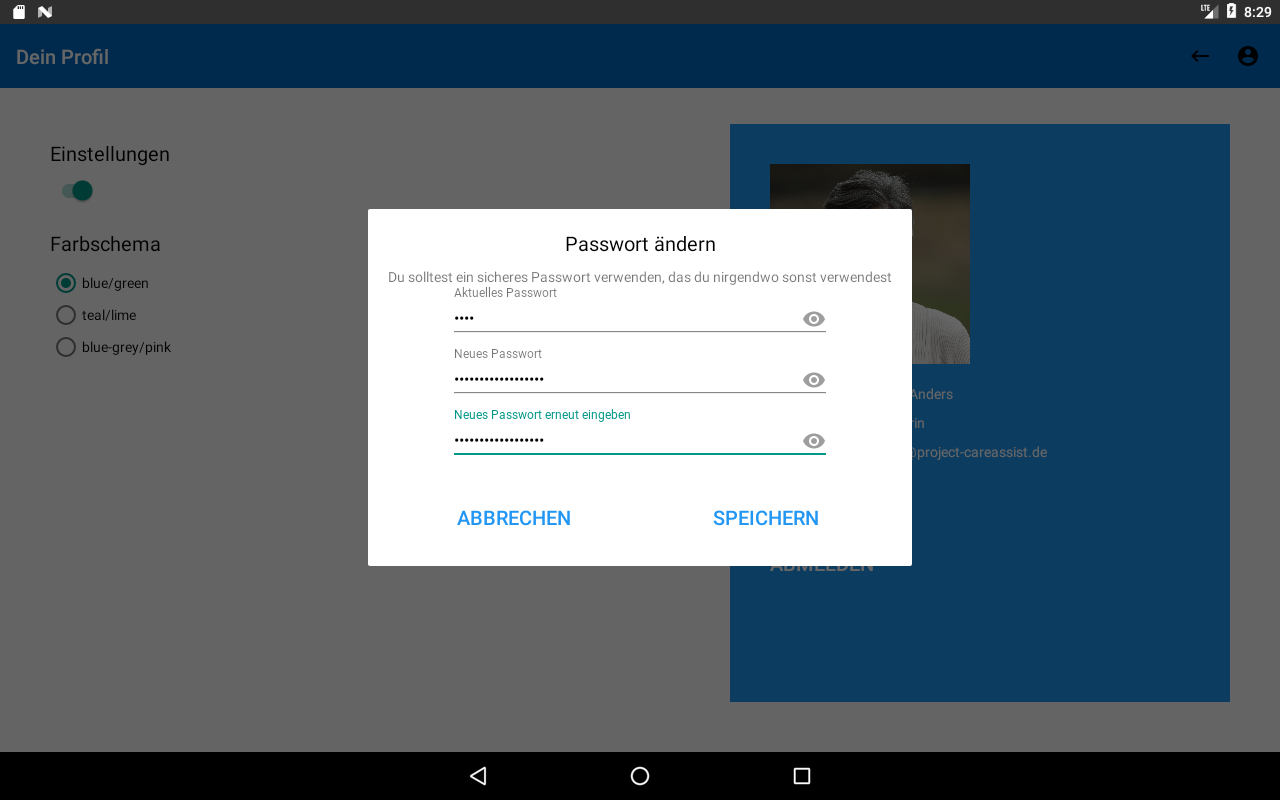 LTE 8:29
Dein Profil
Einstellungen
Farbschema
blue/green
teal/lime
blue-grey/pink
Passwort ändern
Du solltest ein sicheres Passwort verwenden, das du nirgendwo sonst verwendest
Aktuelles Passwort
••••
Neues Passwort
••••••••••••••••••
Neues Passwort erneut eingeben
••••••••••••••••••
ABBRECHEN
SPEICHERN
Anders
rin
@project-careassist.de
ABMELDEN